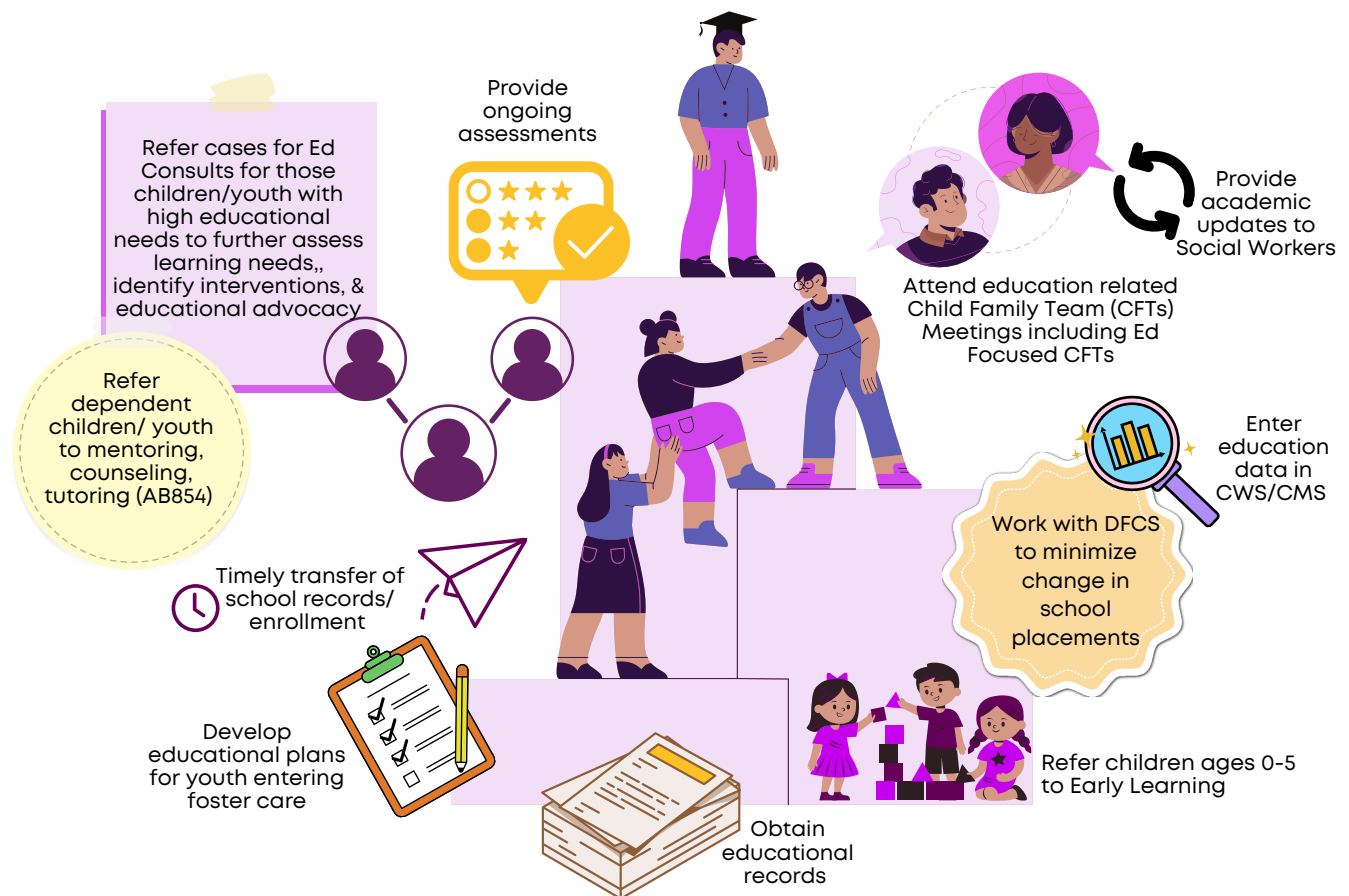 Provide
ongoing
assessments
Refer cases for Ed
Consults for those
children/youth with
high educational
needs to further assess
learning needs,,
identify interventions, &
educational advocacy
Provide
academic
updates to
Social Workers
Attend education related
Child Family Team (CFTs)
Meetings including Ed
Focused CFTs
Refer
dependent
children/ youth
to mentoring,
counseling,
tutoring (AB854)
Enter
education
data in
CWS/CMS
Work with DFCS
to minimize
change in
school
placements
Timely transfer of
school records/
enrollment
Develop
educational plans
for youth entering
foster care
Refer children ages 0-5
to Early Learning
Obtain
educational
records